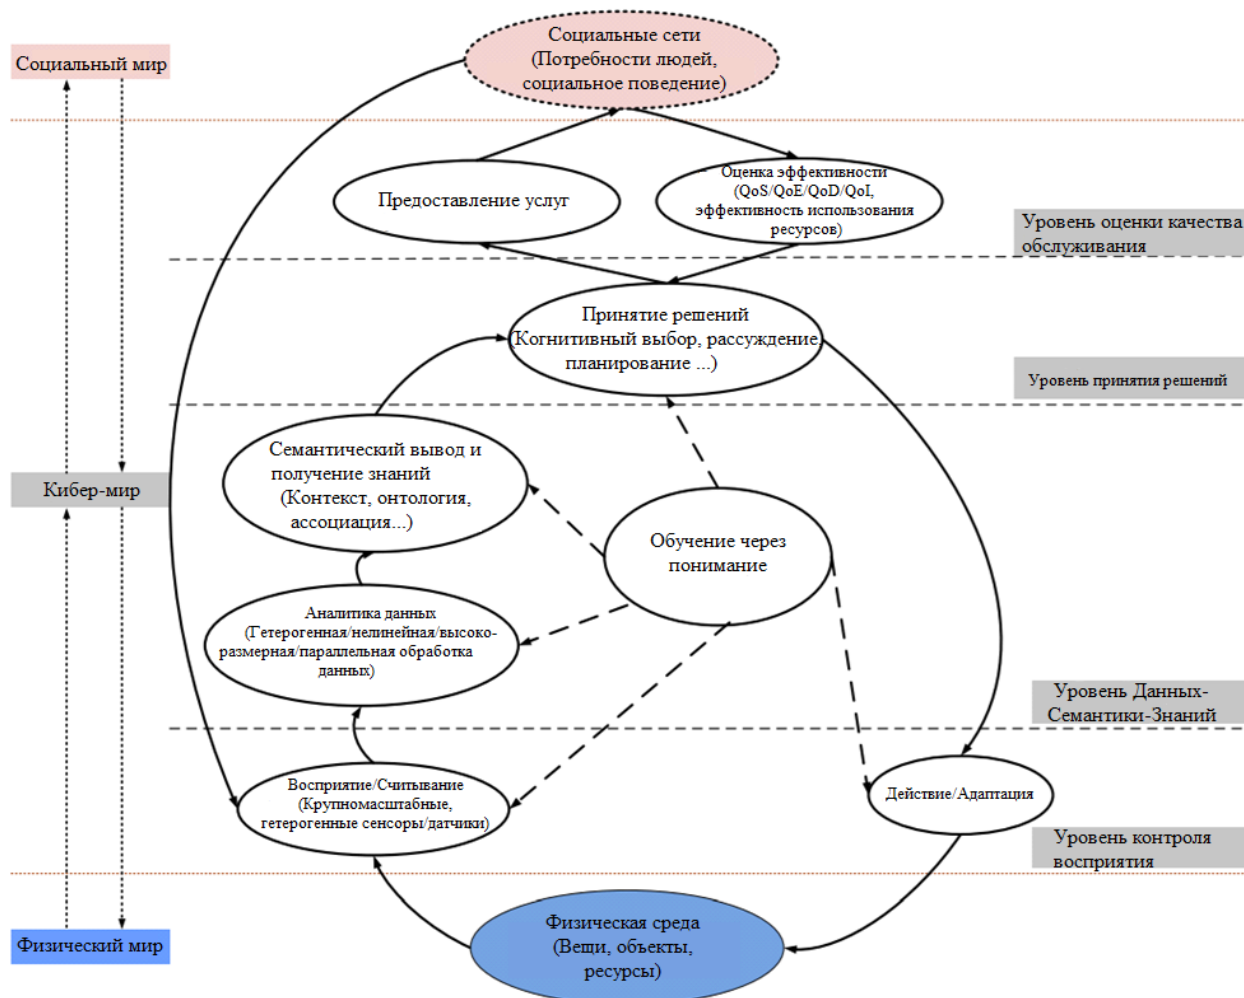 Социальные сети
(Потребности людей,
социальное поведение)
Социальный мир
Предоставление услуг
Оценка эффективности
(QoS/QoE/QoD/QoI,
эффективность использования
ресурсов)
Уровень оценки качества
обслуживания
Принятие решений
(Когнитивный выбор, рассуждение,
планирование ...)
Уровень принятия решений
Семантический вывод и
получение знаний
(Контекст, онтология,
ассоциация...)
Кибер-мир
Обучение через
понимание
Аналитика данных
(Гетерогенная/нелинейная/высоко-
размерная/параллельная обработка
данных)
Уровень Данных-
Семантики-Знаний
Восприятие/Считывание
(Крупномасштабные,
гетерогенные сенсоры/датчики)
Действие/Адаптация
Уровень контроля
восприятия
Физическая среда
(Вещи, объекты,
ресурсы)
Физический мир